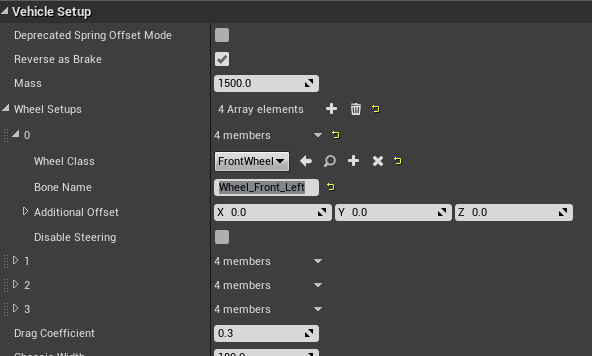 Vehicle Setup
Deprecated Spring Offset Mode
Reverse as Brake
Mass 1500.0
Wheel Setups 4 Array elements
0 4 members
Wheel Class FrontWheel
Bone Name Wheel_Front_Left
Additional Offset X 0.0 Y 0.0 Z 0.0
Disable Steering
1 4 members
2 4 members
3 4 members
Drag Coefficient 0.3
Chassis Width 180.0